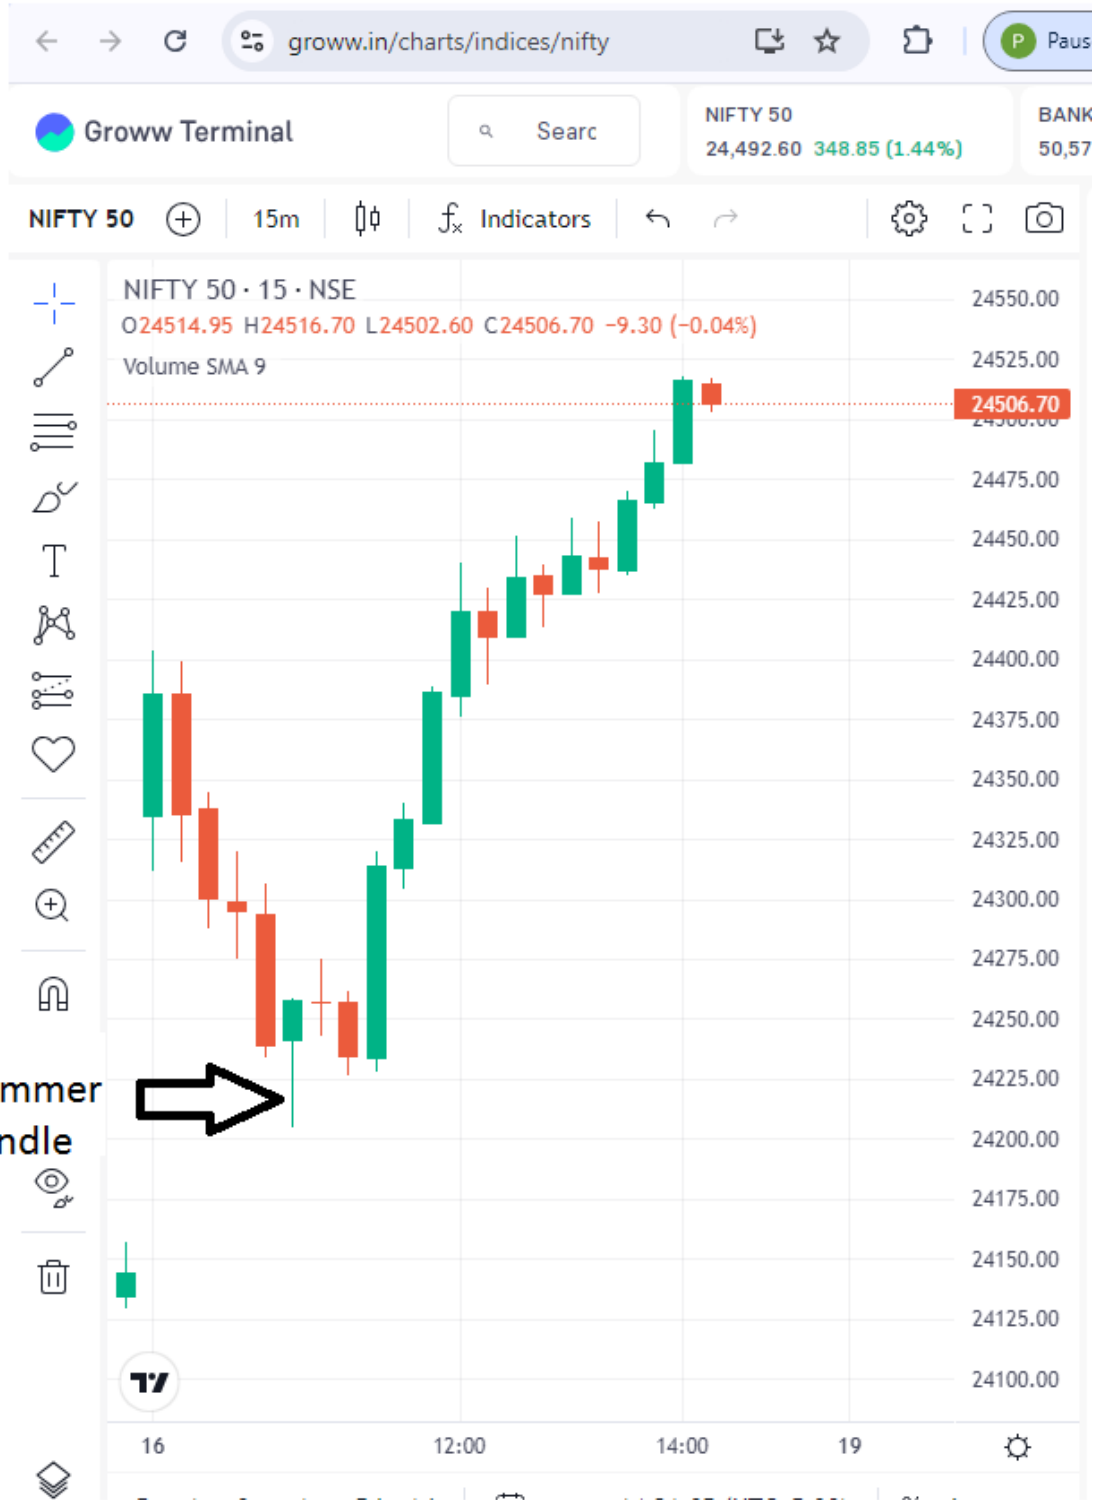 groww.in/charts/indices/nifty
P
Groww Terminal
NIFTY 50
24,492.60 348.85 (1.44%)
BANK
50,57
NIFTY 50 15m fx Indicators
NIFTY 50 · 15 · NSE
O24514.95 H24516.70 L24502.60 C24506.70 −9.30 (−0.04%)
Volume SMA 9
24550.00
24525.00
24506.70
24500.00
24475.00
24450.00
24425.00
24400.00
24375.00
24350.00
24325.00
24300.00
24275.00
24250.00
24225.00
24200.00
24175.00
24150.00
24125.00
24100.00
mmer
ndle
16 12:00 14:00 19